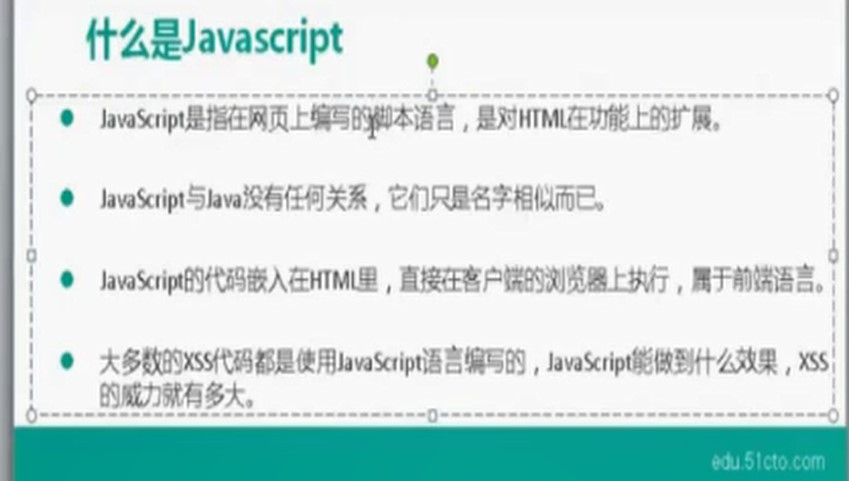 什么是Javascript
JavaScript是指在网页上编写的脚本语言，是对HTML在功能上的扩展。
JavaScript与Java没有任何关系，它们只是名字相似而已。
JavaScript的代码嵌入在HTML里，直接在客户端的浏览器上执行，属于前端语言。
大多数的XSS代码都是使用JavaScript语言编写的，JavaScript能做到什么效果，XSS
的威力就有多大。
edu.51cto.com